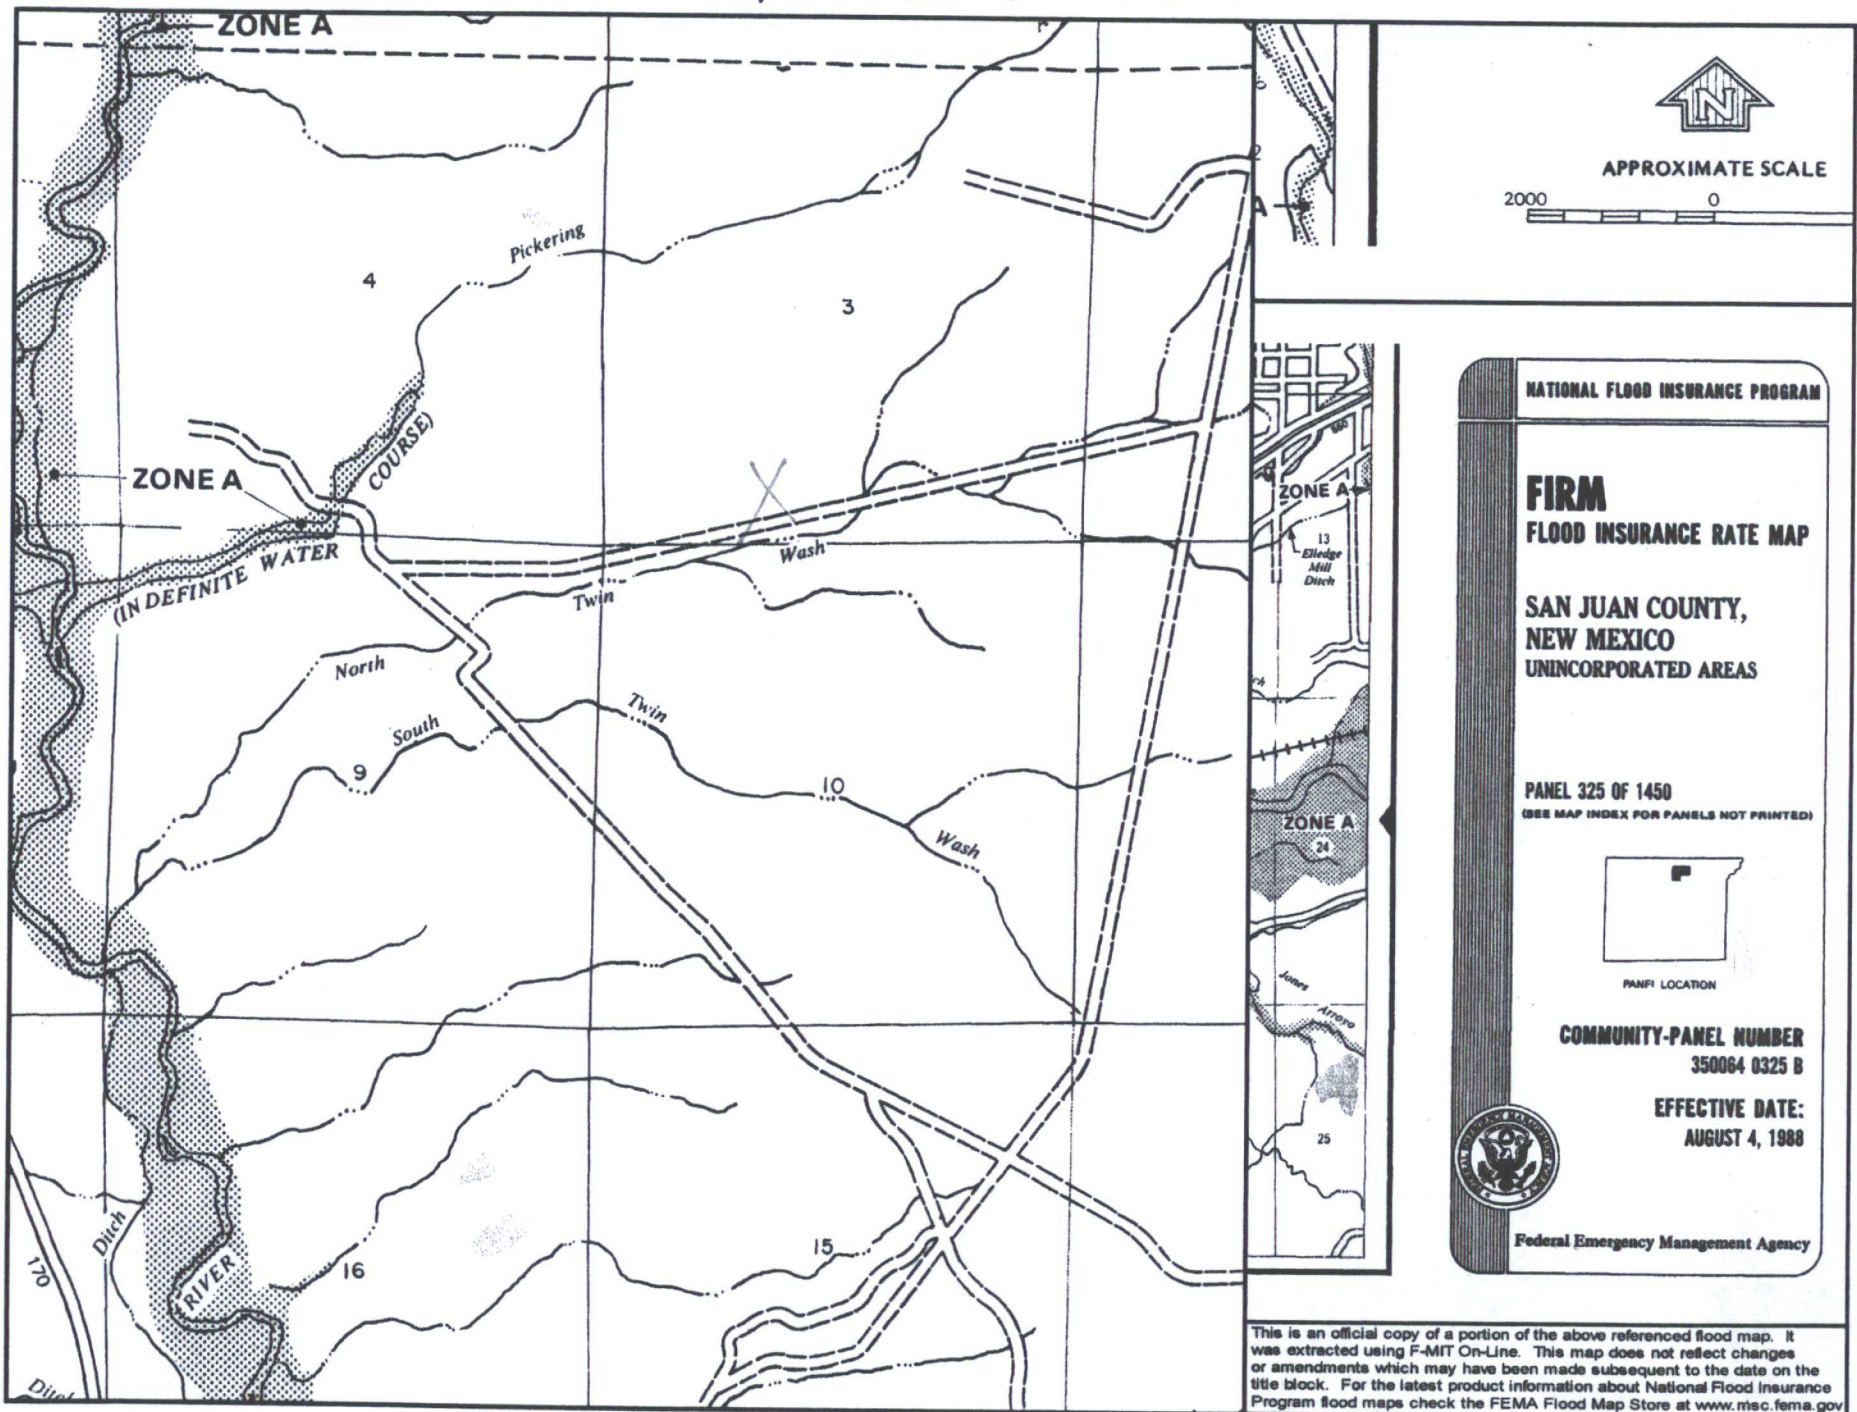 ZONE A
4
Pickering
3
ZONE A
COURSE)
(IN DEFINITE WATER
Wash
Twin
North
South
Twin
9
10
Wash
15
16
Ditch
170
RIVER
A
ZONE A
13
Elledge
Mill
Ditch
ZONE A
24
Jones
Arroyo
25
N
APPROXIMATE SCALE
2000 0
NATIONAL FLOOD INSURANCE PROGRAM
FIRM
FLOOD INSURANCE RATE MAP
SAN JUAN COUNTY,
NEW MEXICO
UNINCORPORATED AREAS
PANEL 325 OF 1450
(SEE MAP INDEX FOR PANELS NOT PRINTED)
PANEL LOCATION
COMMUNITY-PANEL NUMBER
350064 0325 B
EFFECTIVE DATE:
AUGUST 4, 1988
Federal Emergency Management Agency
This is an official copy of a portion of the above referenced flood map. It
was extracted using F-MIT On-Line. This map does not reflect changes
or amendments which may have been made subsequent to the date on the
title block. For the latest product information about National Flood Insurance
Program flood maps check the FEMA Flood Map Store at www.msc.fema.gov